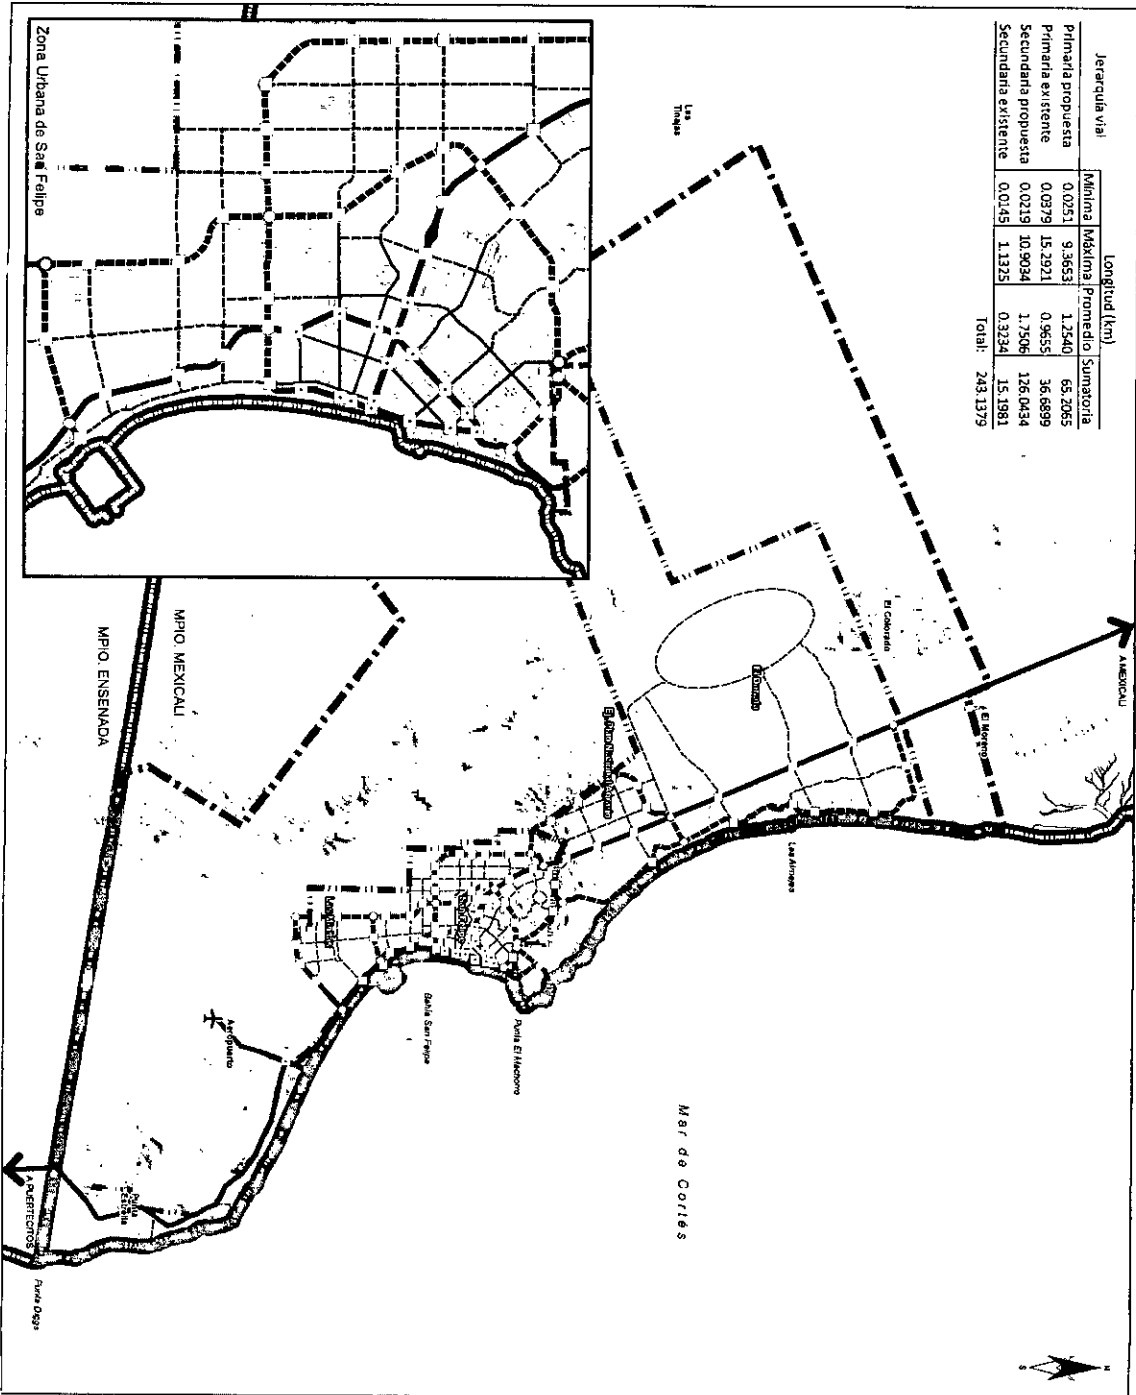 Jerarquía vial
Longitud (km)
Mínima Máxima Promedio Sumatoria
Primaria propuesta 0.0251 9.3653 1.2540 65.2065
Primaria existente 0.0379 15.2921 0.9655 36.6899
Secundaria propuesta 0.0219 10.9034 1.7506 126.0434
Secundaria existente 0.0145 1.1325 0.3234 15.1981
Total: 243.1379
Zona Urbana de San Felipe
Las
Tinajas
A MEXICALI
El Moreno
El Colorado
Las Almejas
Punta El Machorro
Bahía San Felipe
Mar de Cortés
Aeropuerto
Punta
Estrella
MPIO. MEXICALI
MPIO. ENSENADA
A PUERTECITOS
Punta Diggs
N
S